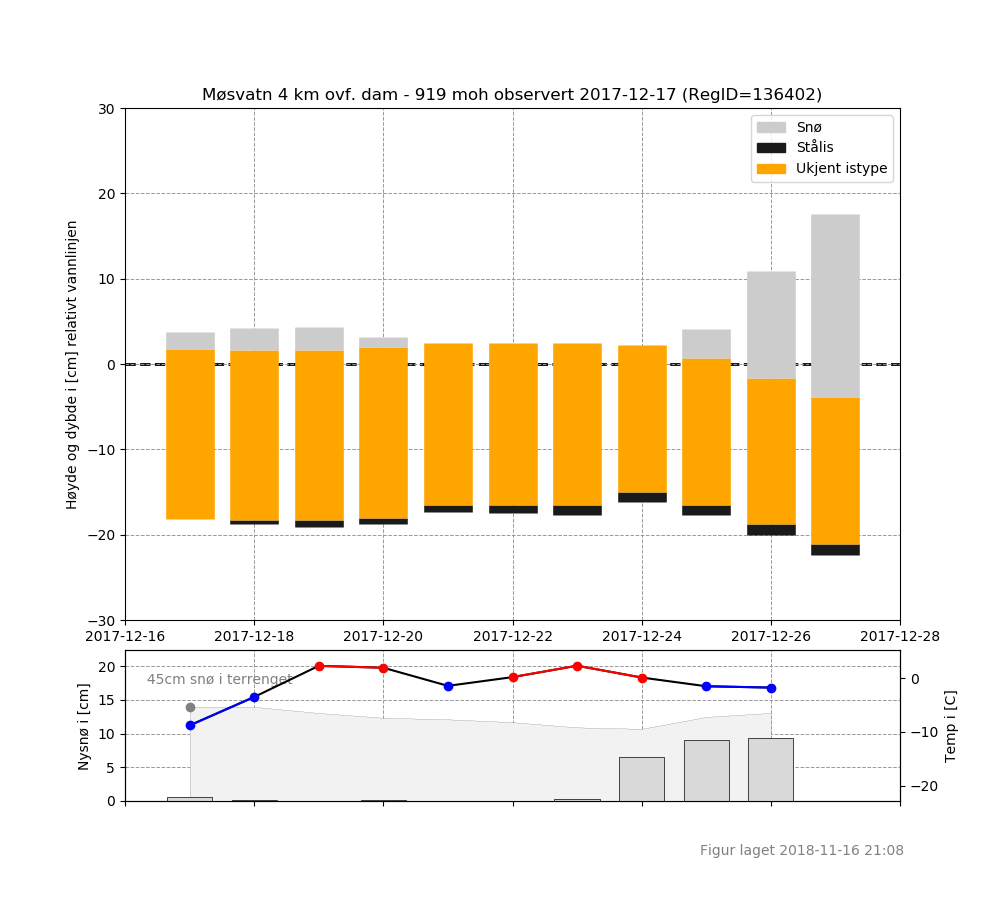 Møsvatn 4 km ovf. dam - 919 moh observert 2017-12-17 (RegID=136402)
Høyde og dybde i [cm] relativt vannlinjen
30
20
10
0
−10
−20
−30
Snø
Stålis
Ukjent istype
2017-12-16
2017-12-18
2017-12-20
2017-12-22
2017-12-24
2017-12-26
2017-12-28
Nysnø i [cm]
20
15
10
5
0
45cm snø i terrenget
0
−10
−20
Temp i [C]
Figur laget 2018-11-16 21:08